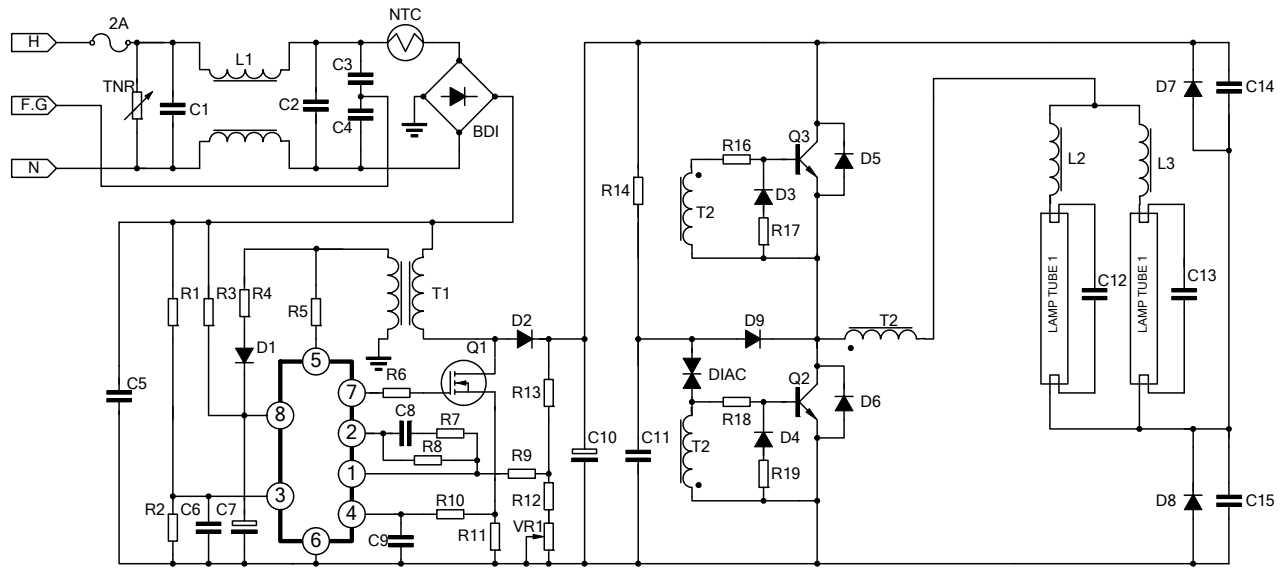 2A
NTC
H
L1
C3
D7
C14
TNR
F.G
C1
C2
C4
BDI
Q3
R16
D5
L2
L3
N
R14
D3
T2
R17
LAMP TUBE 1
C12
LAMP TUBE 1
C13
R1
R3
R4
R5
T1
D2
D9
T2
D1
Q1
5
R6
DIAC
Q2
C5
7
R13
R18
D6
8
2
C8
R7
R8
C10
C11
T2
D4
1
R9
R19
3
R2
C6
C7
4
R10
R12
VR1
D8
C15
6
C9
R11